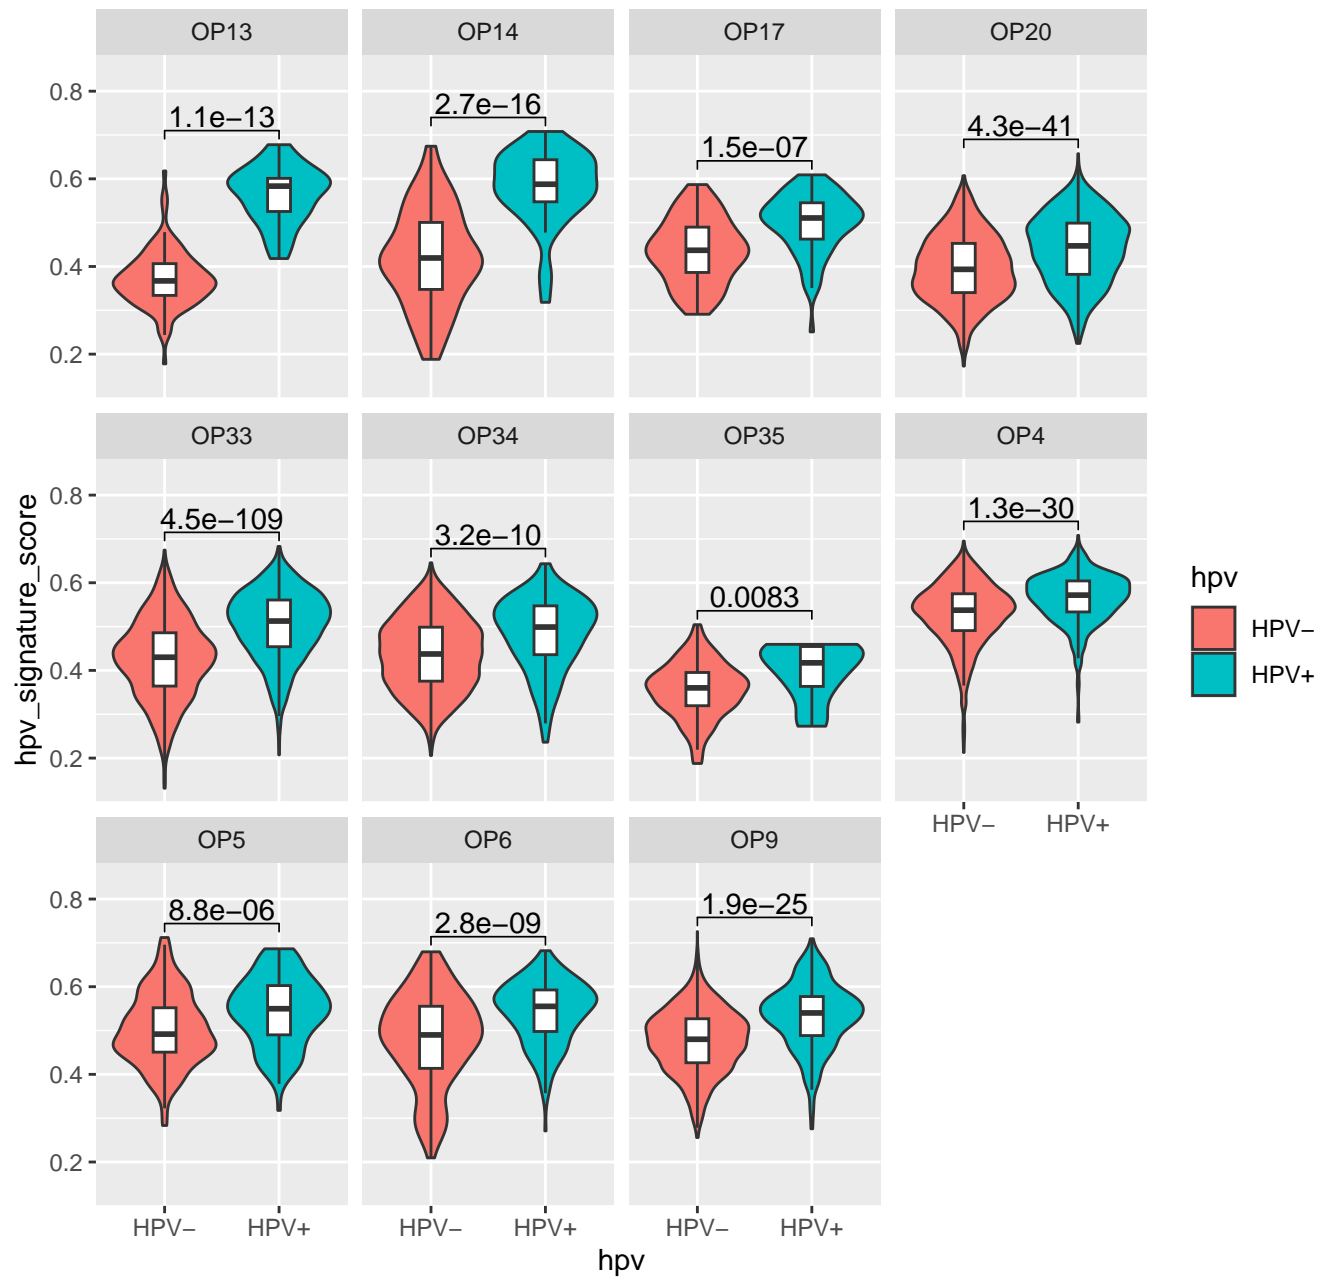 OP13
OP14
OP17
OP20
0.8
0.6
0.4
0.2
1.1e−13
2.7e−16
1.5e−07
4.3e−41
OP33
OP34
OP35
OP4
0.8
0.6
0.4
0.2
4.5e−109
3.2e−10
0.0083
1.3e−30
HPV−
HPV+
OP5
OP6
OP9
0.8
0.6
0.4
0.2
8.8e−06
2.8e−09
1.9e−25
HPV−
HPV+
HPV−
HPV+
HPV−
HPV+
hpv
hpv_signature_score
hpv
HPV−
HPV+